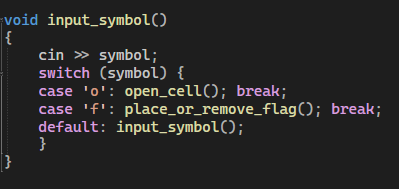 void input_symbol()
{
    cin >> symbol;
    switch (symbol) {
    case 'o': open_cell(); break;
    case 'f': place_or_remove_flag(); break;
    default: input_symbol();
    }
}